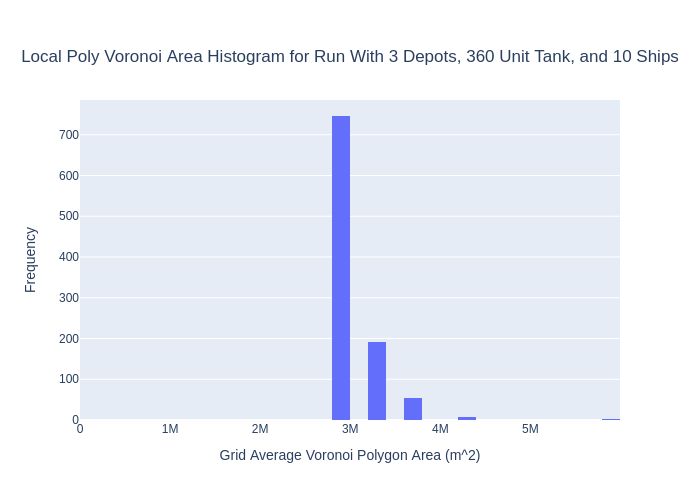 Local Poly Voronoi Area Histogram for Run With 3 Depots, 360 Unit Tank, and 10 Ships
700
600
500
400
300
200
100
0
0 1M 2M 3M 4M 5M
Frequency
Grid Average Voronoi Polygon Area (m^2)